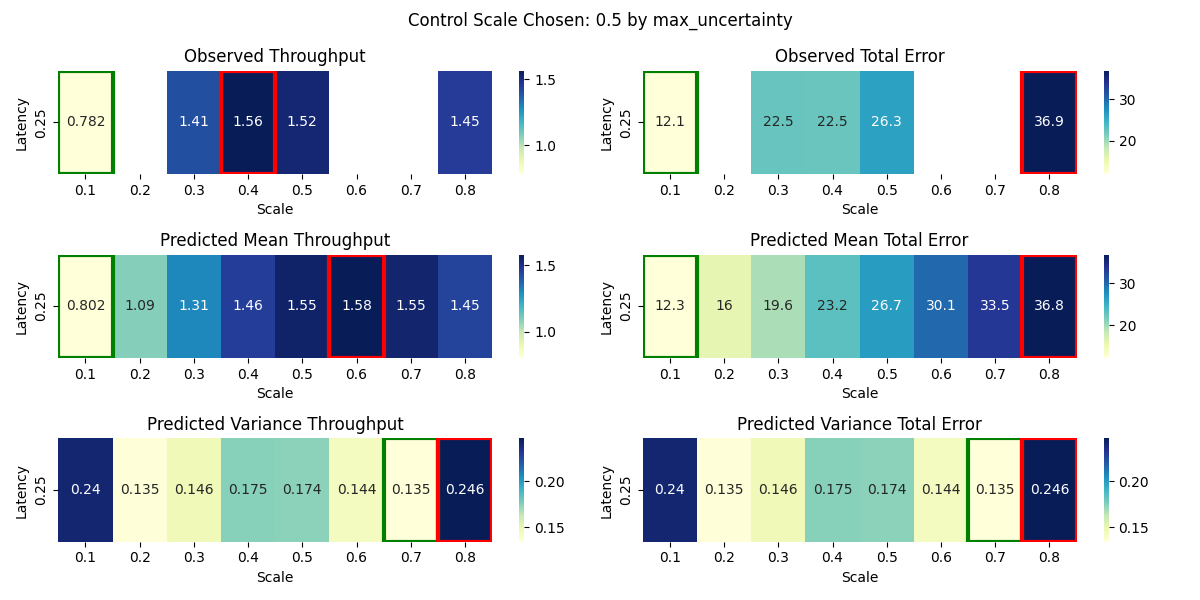 Control Scale Chosen: 0.5 by max_uncertainty
Observed Throughput
Latency
0.25
0.782 1.41 1.56 1.52 1.45
0.1 0.2 0.3 0.4 0.5 0.6 0.7 0.8
Scale
1.5
1.0
Observed Total Error
Latency
0.25
12.1 22.5 22.5 26.3 36.9
0.1 0.2 0.3 0.4 0.5 0.6 0.7 0.8
Scale
30
20
Predicted Mean Throughput
Latency
0.25
0.802 1.09 1.31 1.46 1.55 1.58 1.55 1.45
0.1 0.2 0.3 0.4 0.5 0.6 0.7 0.8
Scale
1.5
1.0
Predicted Mean Total Error
Latency
0.25
12.3 16 19.6 23.2 26.7 30.1 33.5 36.8
0.1 0.2 0.3 0.4 0.5 0.6 0.7 0.8
Scale
30
20
Predicted Variance Throughput
Latency
0.25
0.24 0.135 0.146 0.175 0.174 0.144 0.135 0.246
0.1 0.2 0.3 0.4 0.5 0.6 0.7 0.8
Scale
0.20
0.15
Predicted Variance Total Error
Latency
0.25
0.24 0.135 0.146 0.175 0.174 0.144 0.135 0.246
0.1 0.2 0.3 0.4 0.5 0.6 0.7 0.8
Scale
0.20
0.15